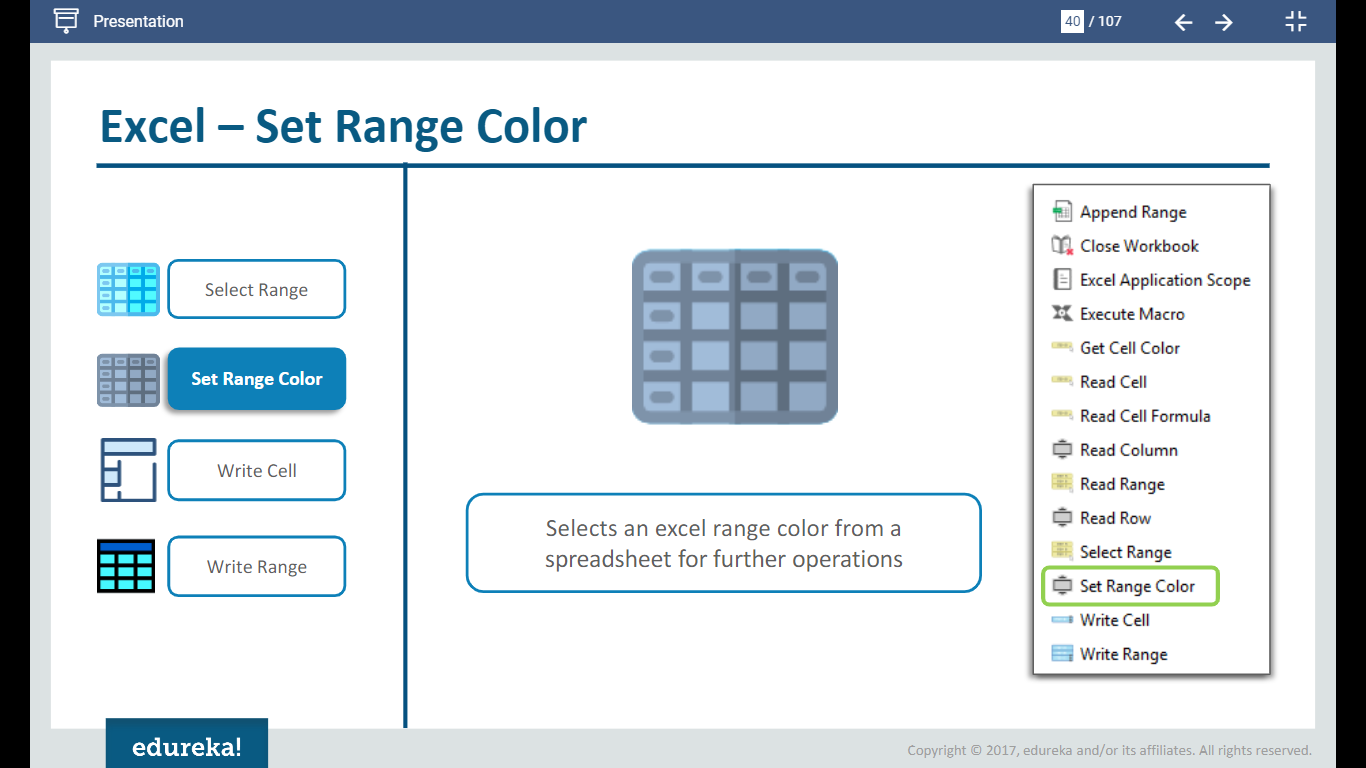 Presentation
40 / 107
Excel – Set Range Color
Select Range
Set Range Color
Write Cell
Write Range
Selects an excel range color from a
spreadsheet for further operations
Append Range
Close Workbook
Excel Application Scope
Execute Macro
Get Cell Color
Read Cell
Read Cell Formula
Read Column
Read Range
Read Row
Select Range
Set Range Color
Write Cell
Write Range
edureka!
Copyright © 2017, edureka and/or its affiliates. All rights reserved.